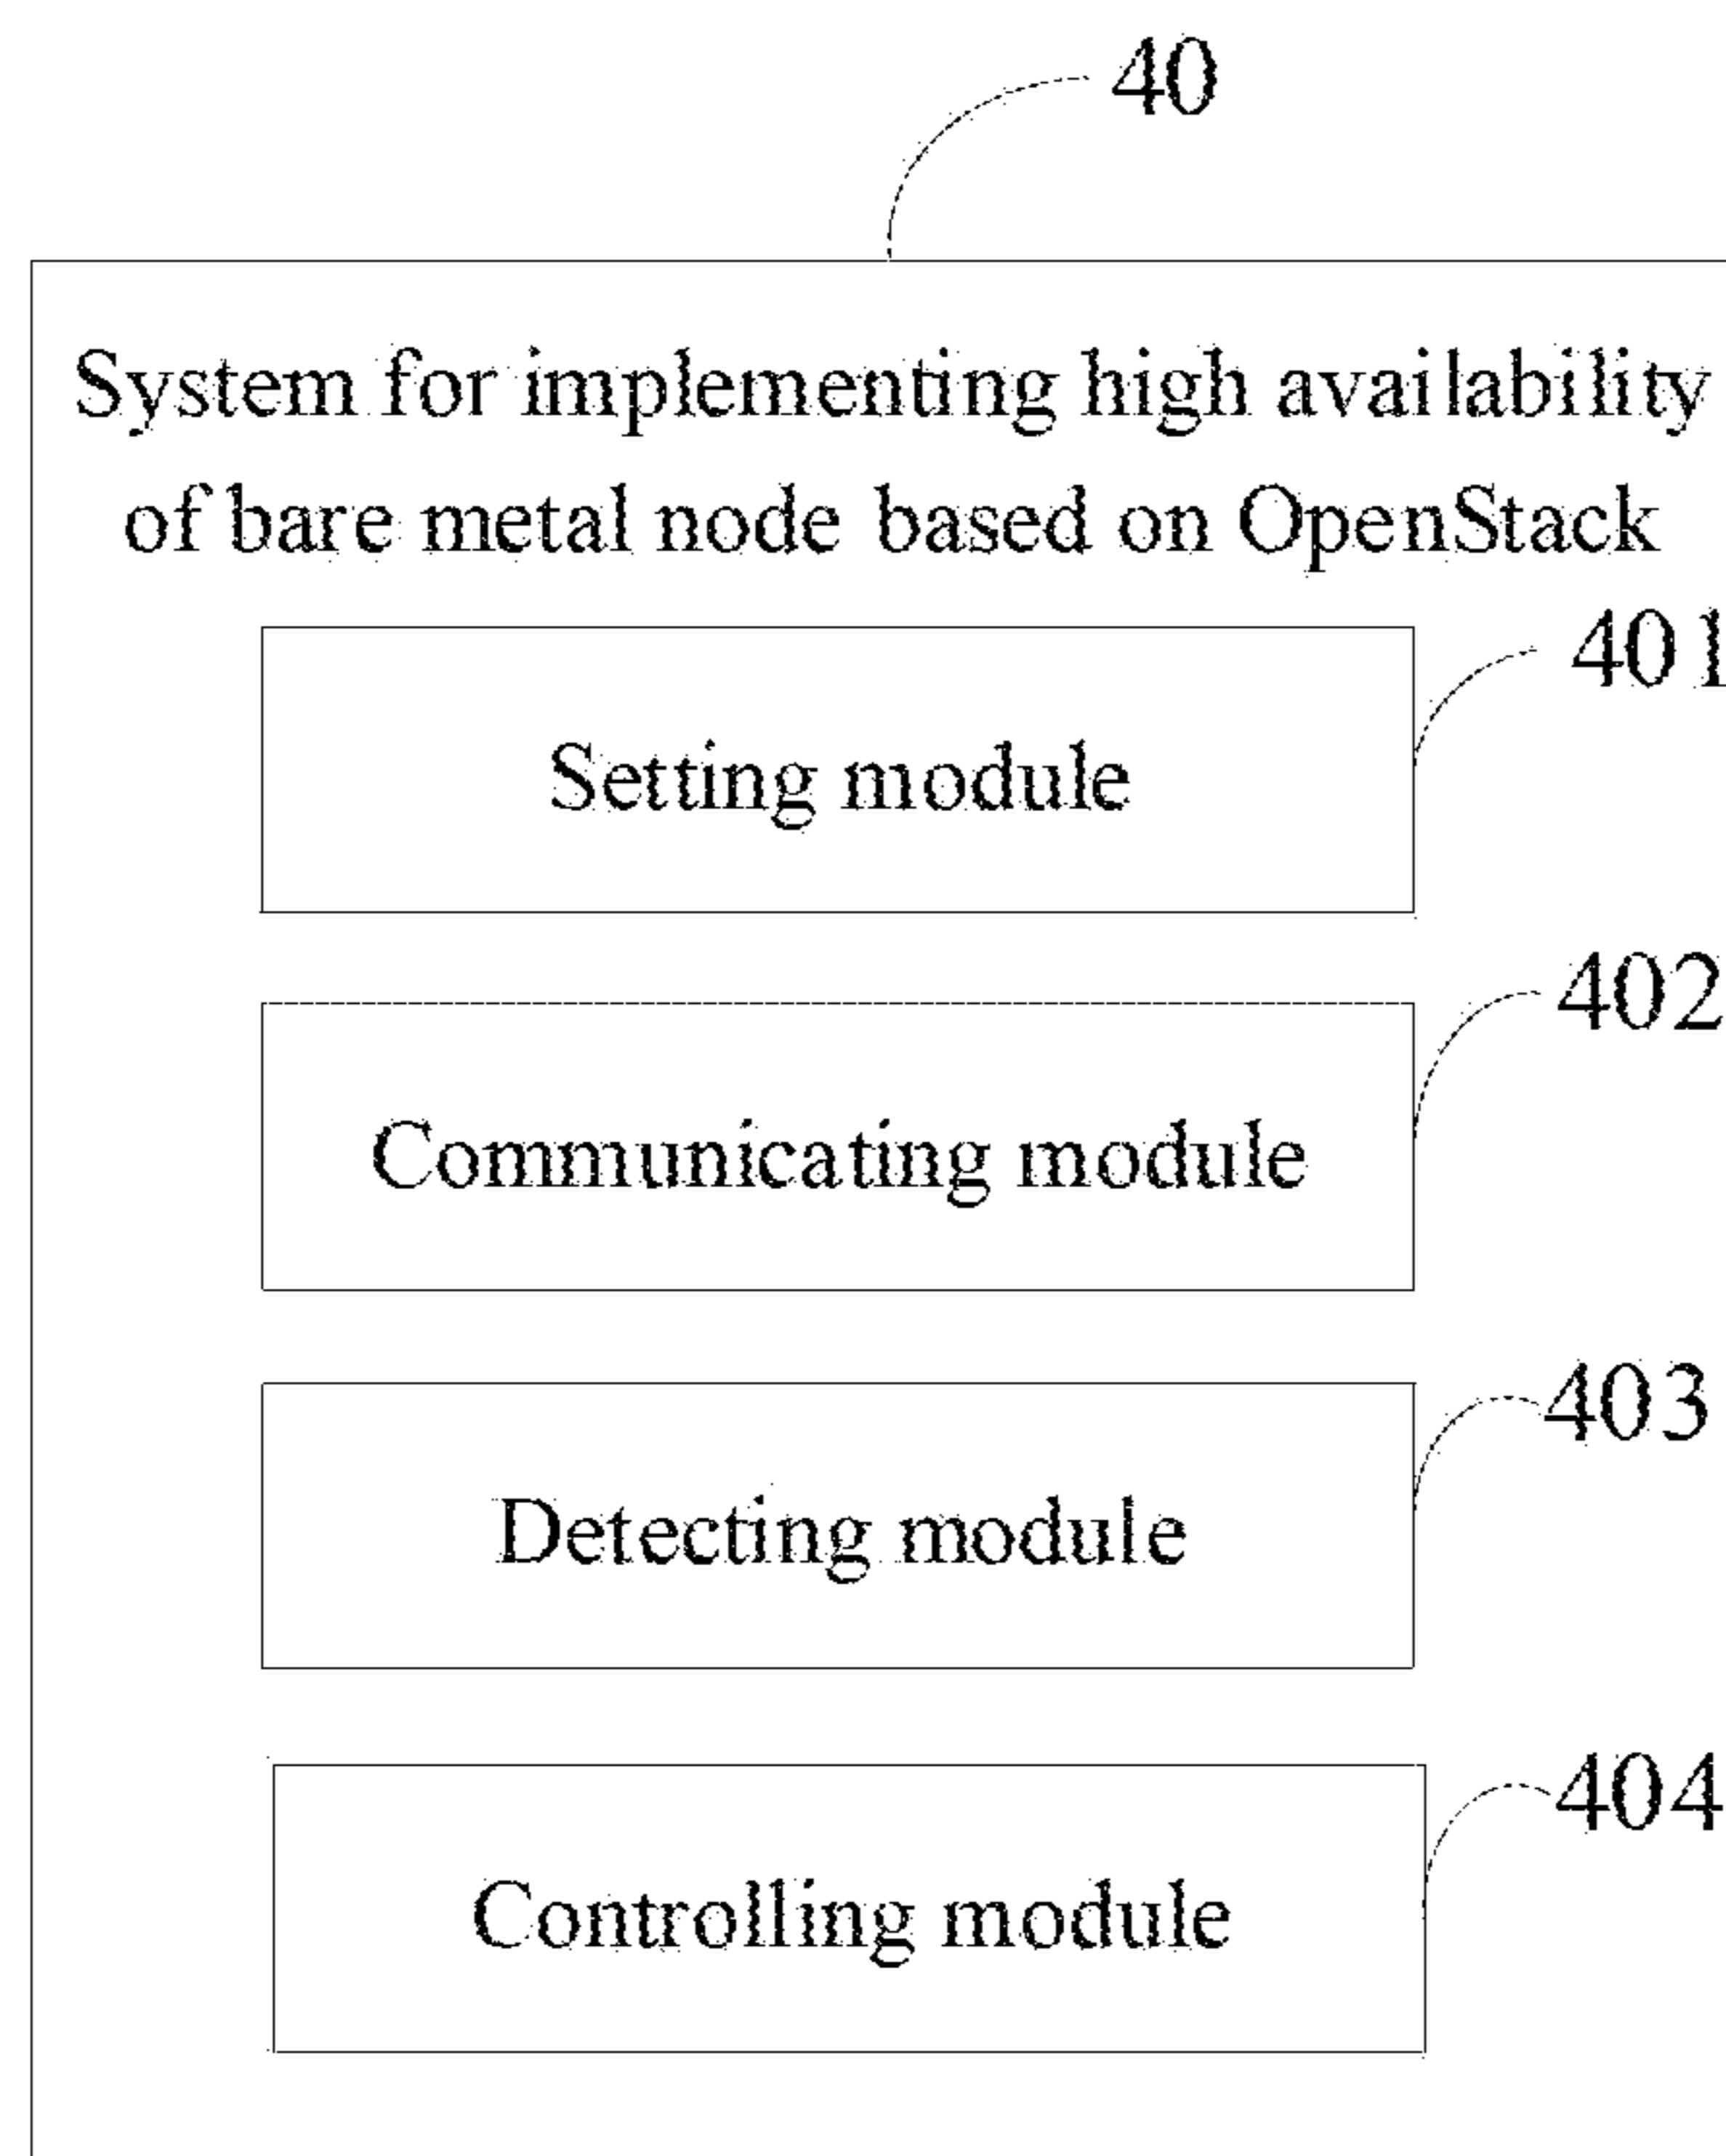 40
System for implementing high availability
of bare metal node based on OpenStack
401
Setting module
402
Communicating module
403
Detecting module
404
Controlling module